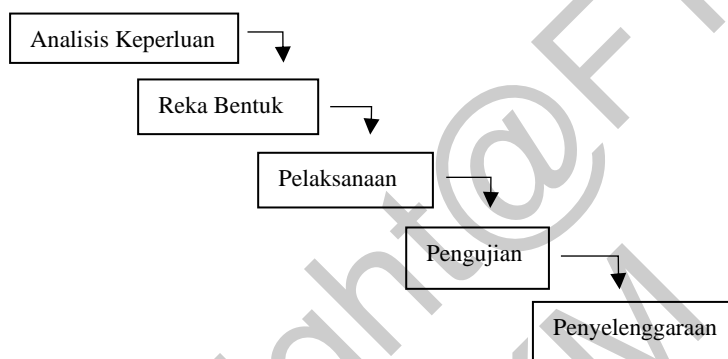 Analisis Keperluan
Reka Bentuk
Pelaksanaan
Pengujian
Penyelenggaraan